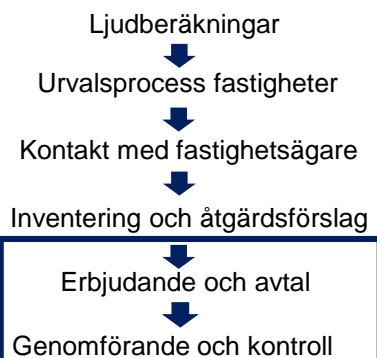 Ljudberäkningar
Urvalsprocess fastigheter
Kontakt med fastighetsägare
Inventering och åtgärdsförslag
Erbjudande och avtal
Genomförande och kontroll